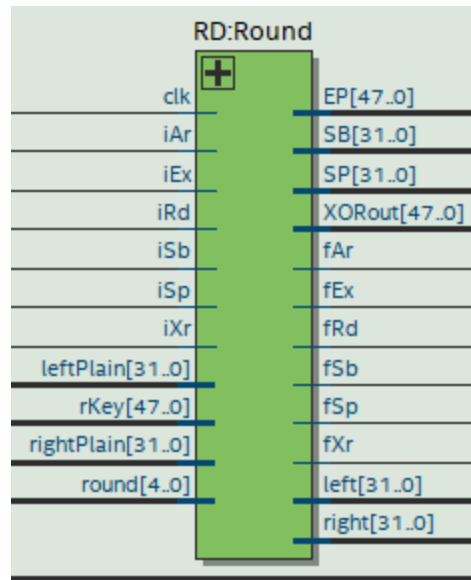 RD:Round
clk
iAr
iEx
iRd
iSb
iSp
iXr
leftPlain[31..0]
rKey[47..0]
rightPlain[31..0]
round[4..0]
EP[47..0]
SB[31..0]
SP[31..0]
XORout[47..0]
fAr
fEx
fRd
fSb
fSp
fXr
left[31..0]
right[31..0]